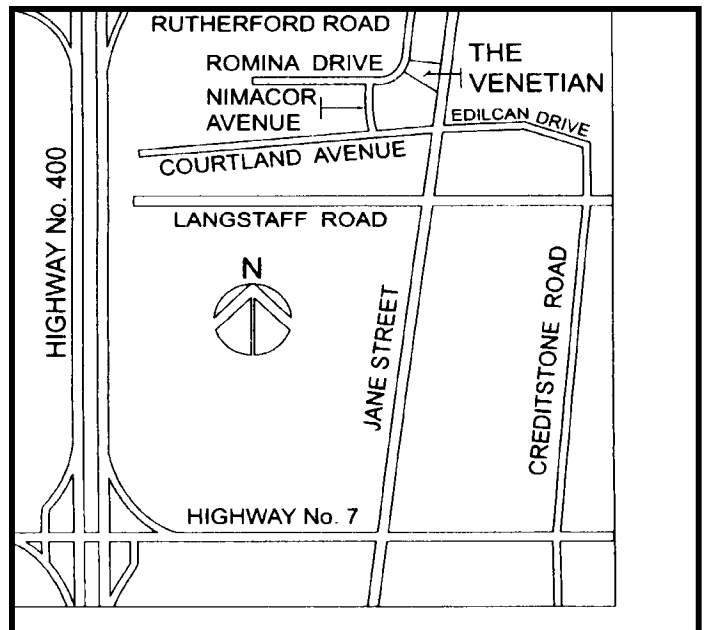 RUTHERFORD ROAD
ROMINA DRIVE
THE
VENETIAN
NIMACOR
AVENUE
EDILCAN DRIVE
COURTLAND AVENUE
HIGHWAY No. 400
LANGSTAFF ROAD
N
JANE STREET
CREDITSTONE ROAD
HIGHWAY No. 7